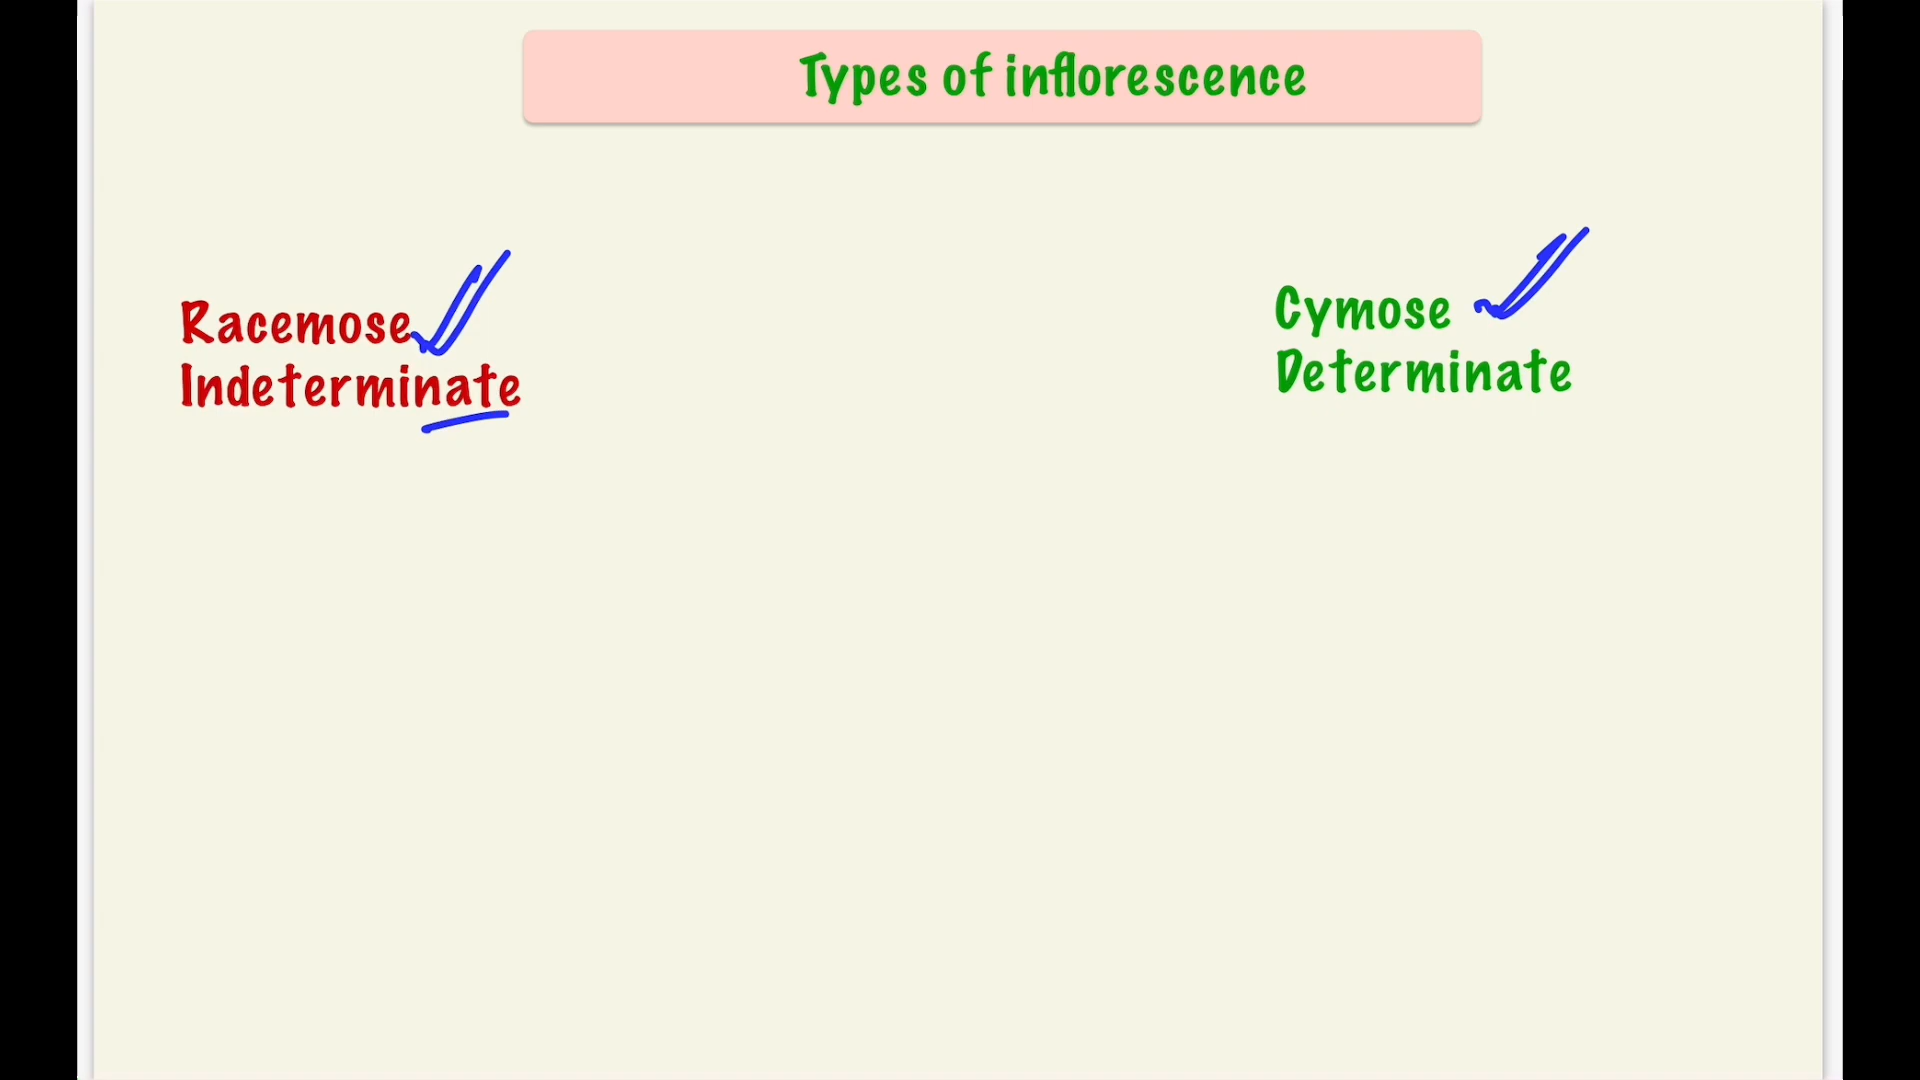 Types of inflorescence
Racemose
Indeterminate
Cymose
Determinate